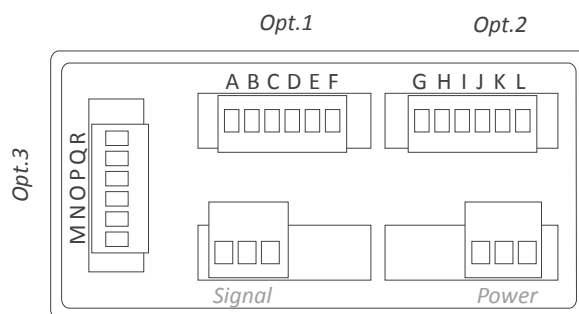 Opt.1 Opt.2
A B C D E F G H I J K L
Opt.3
M N O P Q R
Signal Power